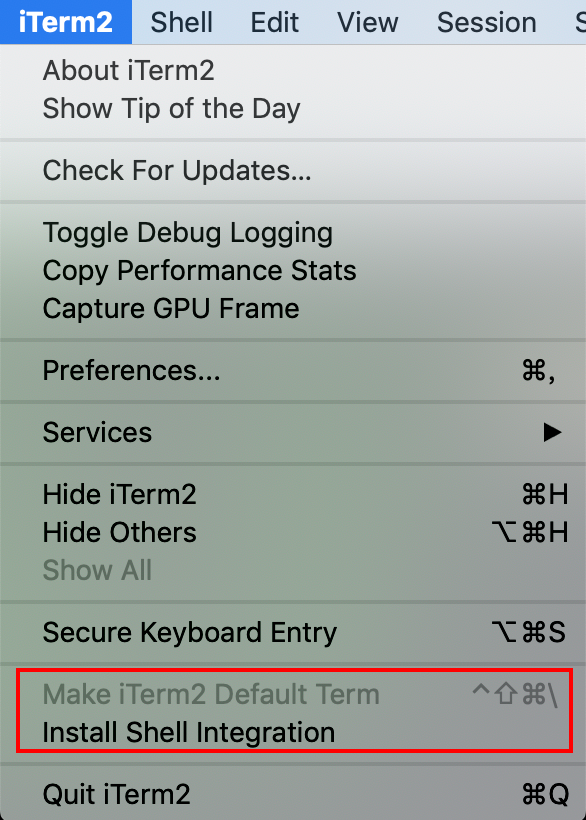 iTerm2 Shell Edit View Session
About iTerm2
Show Tip of the Day
Check For Updates...
Toggle Debug Logging
Copy Performance Stats
Capture GPU Frame
Preferences... ⌘,
Services ▶
Hide iTerm2 ⌘H
Hide Others ⌥⌘H
Show All
Secure Keyboard Entry ⌥⌘S
Make iTerm2 Default Term ^⇧⌘\
Install Shell Integration
Quit iTerm2 ⌘Q